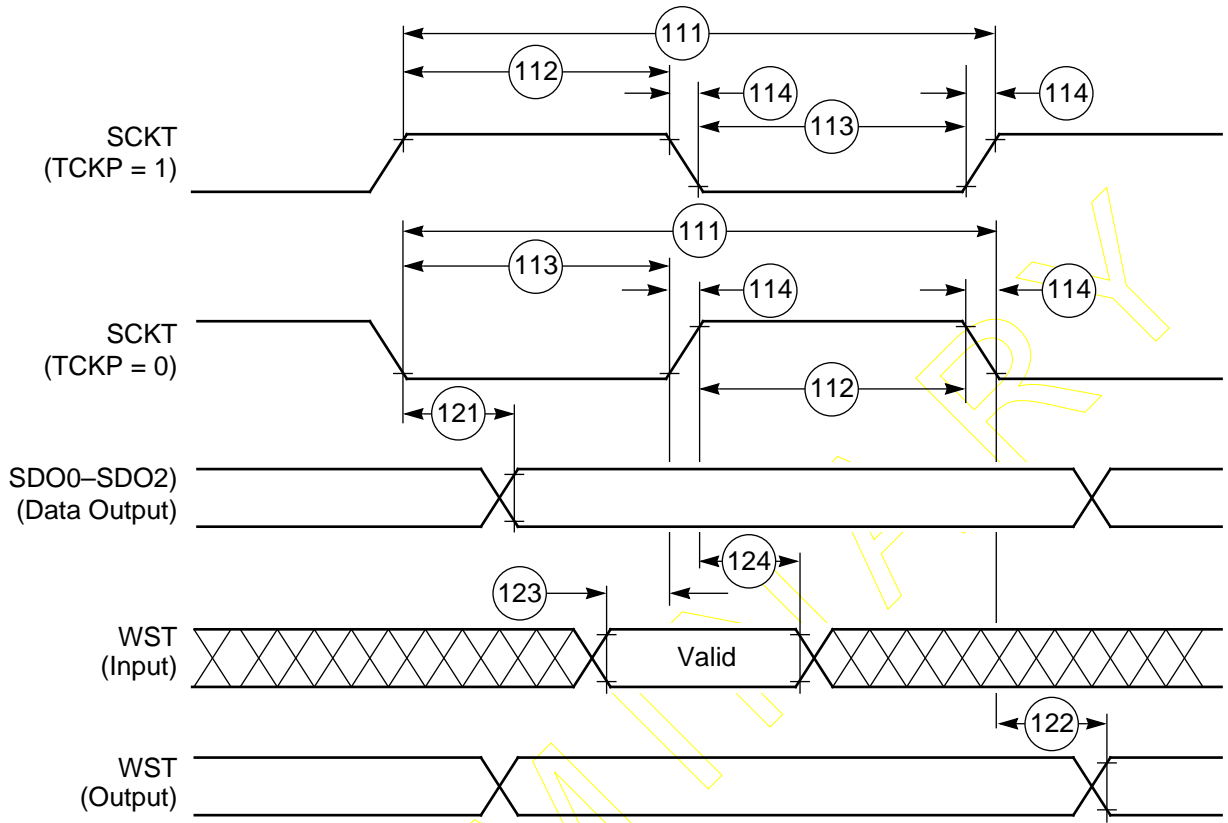 111
112
114
114
113
SCKT
(TCKP = 1)
111
113
114
114
SCKT
(TCKP = 0)
112
121
SDO0–SDO2)
(Data Output)
124
123
WST
(Input)
Valid
122
WST
(Output)